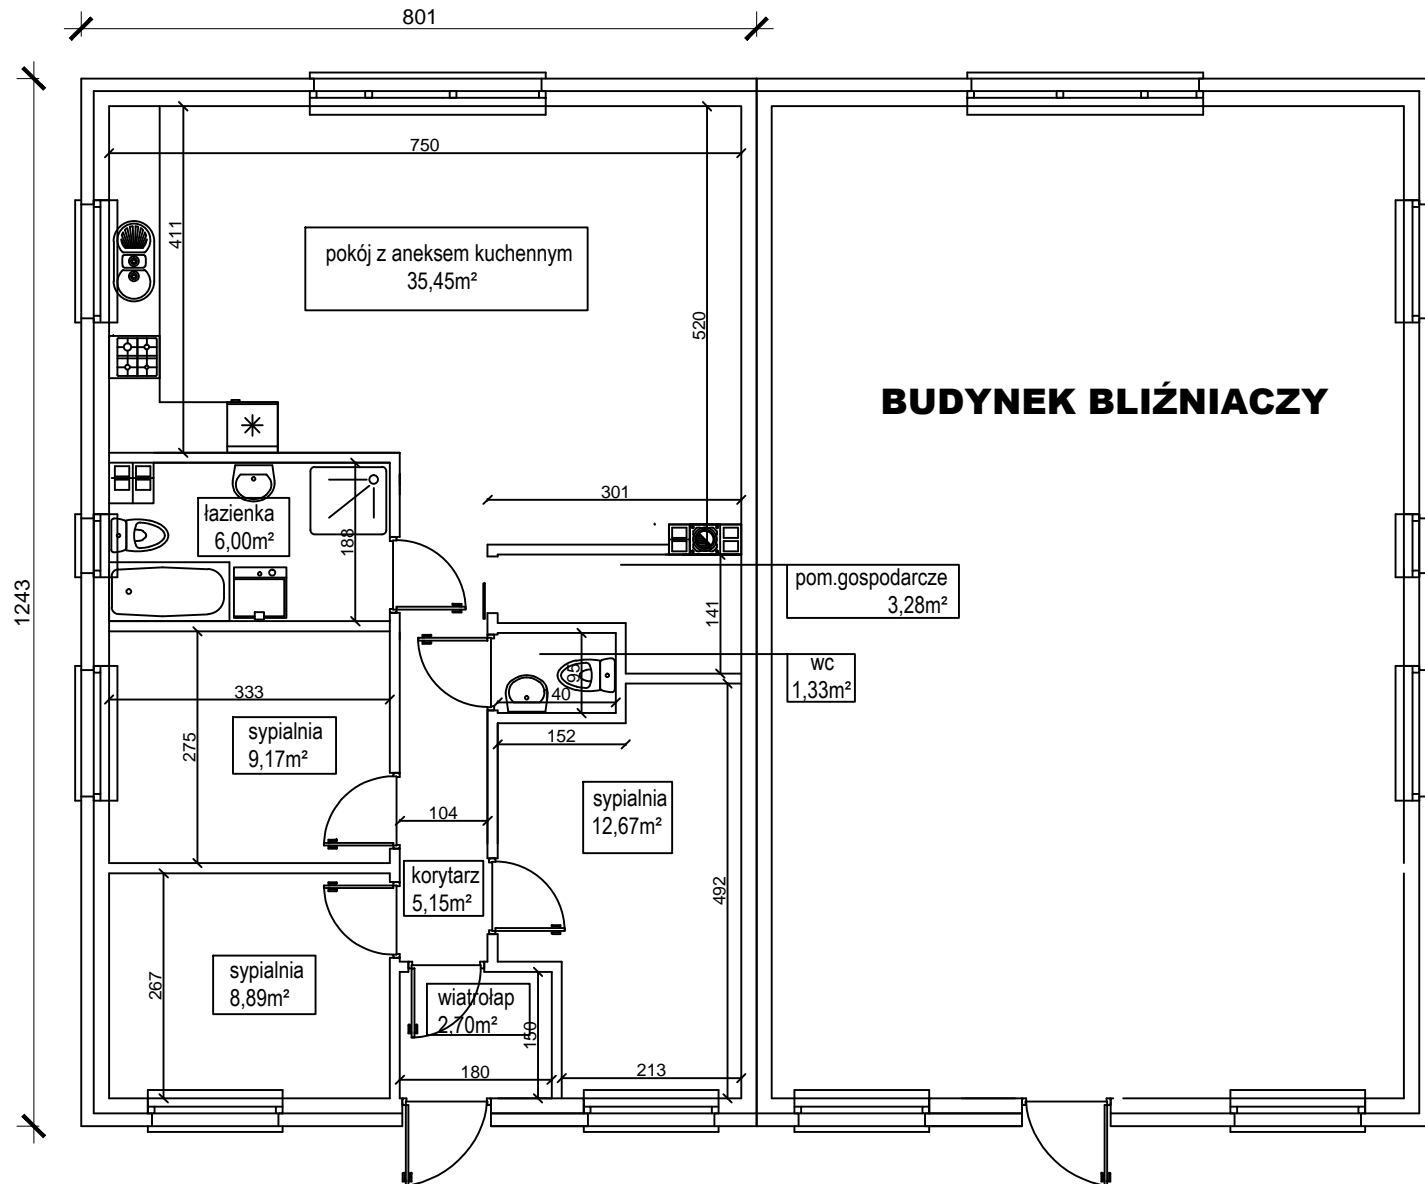 801
750
411
pokój z aneksem kuchennym
35,45m²
520
BUDYNEK BLIŹNIACZY
301
łazienka
6,00m²
188
1243
pom.gospodarcze
3,28m²
141
wc
1,33m²
95
40
333
275
sypialnia
9,17m²
152
104
sypialnia
12,67m²
korytarz
5,15m²
492
267
sypialnia
8,89m²
wiatrołap
2,70m²
150
180
213